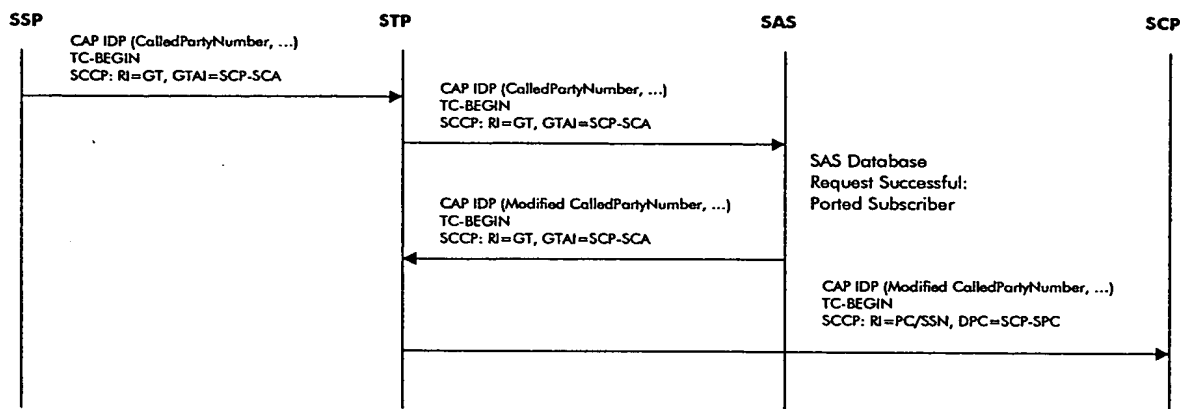 SSP
STP
SAS
SCP
CAP IDP (CalledPartyNumber, ...)
TC-BEGIN
SCCP: RI=GT, GTAI=SCP-SCA
CAP IDP (CalledPartyNumber, ...)
TC-BEGIN
SCCP: RI=GT, GTAI=SCP-SCA
SAS Database
Request Successful:
Ported Subscriber
CAP IDP (Modified CalledPartyNumber, ...)
TC-BEGIN
SCCP: RI=GT, GTAI=SCP-SCA
CAP IDP (Modified CalledPartyNumber, ...)
TC-BEGIN
SCCP: RI=PC/SSN, DPC=SCP-SPC